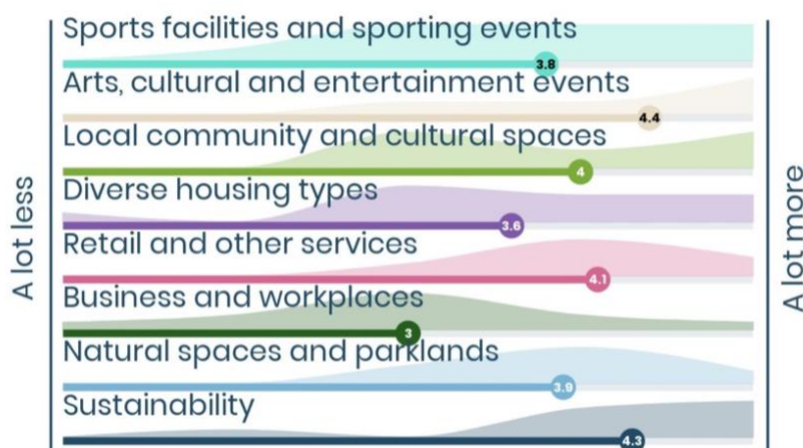 Sports facilities and sporting events
3.8
Arts, cultural and entertainment events
4.4
Local community and cultural spaces
4
Diverse housing types
3.6
Retail and other services
4.1
Business and workplaces
3
Natural spaces and parklands
3.9
Sustainability
4.3
A lot less
A lot more